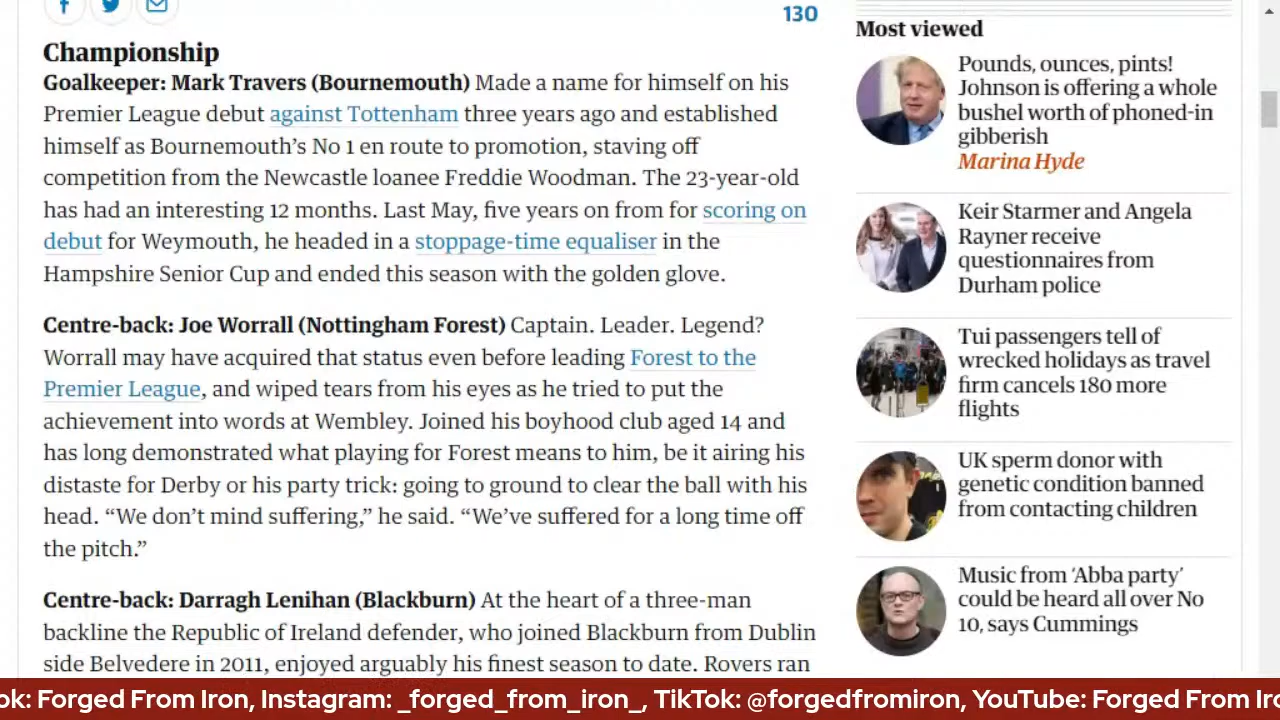 130
Championship
Goalkeeper: Mark Travers (Bournemouth) Made a name for himself on his
Premier League debut against Tottenham three years ago and established
himself as Bournemouth's No 1 en route to promotion, staving off
competition from the Newcastle loanee Freddie Woodman. The 23-year-old
has had an interesting 12 months. Last May, five years on from for scoring on
debut for Weymouth, he headed in a stoppage-time equaliser in the
Hampshire Senior Cup and ended this season with the golden glove.
Centre-back: Joe Worrall (Nottingham Forest) Captain. Leader. Legend?
Worrall may have acquired that status even before leading Forest to the
Premier League, and wiped tears from his eyes as he tried to put the
achievement into words at Wembley. Joined his boyhood club aged 14 and
has long demonstrated what playing for Forest means to him, be it airing his
distaste for Derby or his party trick: going to ground to clear the ball with his
head. “We don’t mind suffering,” he said. “We’ve suffered for a long time off
the pitch.”
Centre-back: Darragh Lenihan (Blackburn) At the heart of a three-man
backline the Republic of Ireland defender, who joined Blackburn from Dublin
side Belvedere in 2011, enjoyed arguably his finest season to date. Rovers ran
Most viewed
Pounds, ounces, pints!
Johnson is offering a whole
bushel worth of phoned-in
gibberish
Marina Hyde
Keir Starmer and Angela
Rayner receive
questionnaires from
Durham police
Tui passengers tell of
wrecked holidays as travel
firm cancels 180 more
flights
UK sperm donor with
genetic condition banned
from contacting children
Music from ‘Abba party’
could be heard all over No
10, says Cummings
ok: Forged From Iron, Instagram: _forged_from_iron_, TikTok: @forgedfromiron, YouTube: Forged From Iro